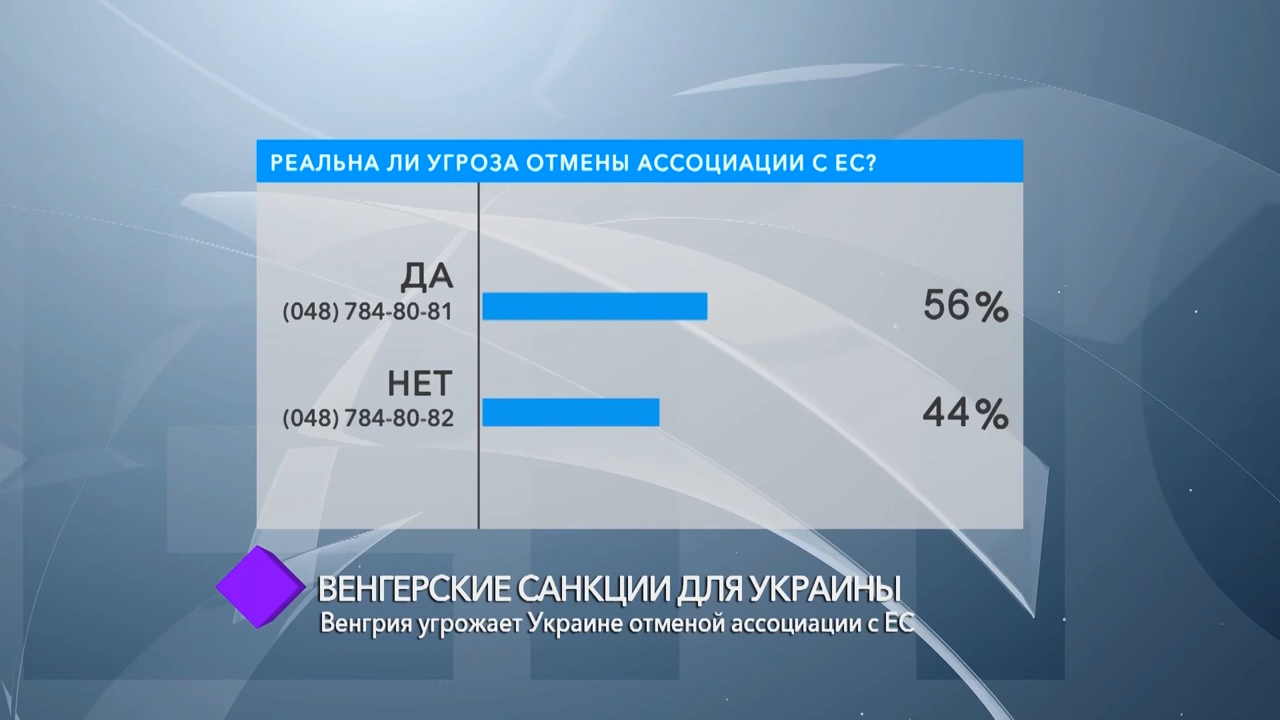 РЕАЛЬНА ЛИ УГРОЗА ОТМЕНЫ АССОЦИАЦИИ С ЕС?
ДА
(048) 784-80-81
56%
НЕТ
(048) 784-80-82
44%
ВЕНГЕРСКИЕ САНКЦИИ ДЛЯ УКРАИНЫ
Венгрия угрожает Украине отменой ассоциации с ЕС